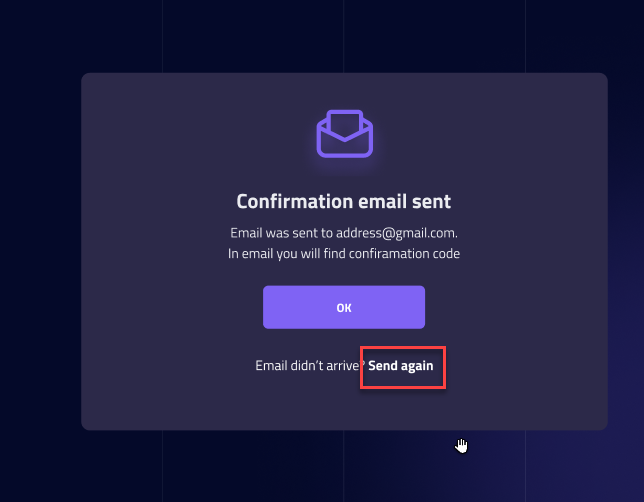 Confirmation email sent
Email was sent to address@gmail.com.
In email you will find confiramation code
OK
Email didn’t arrive? Send again